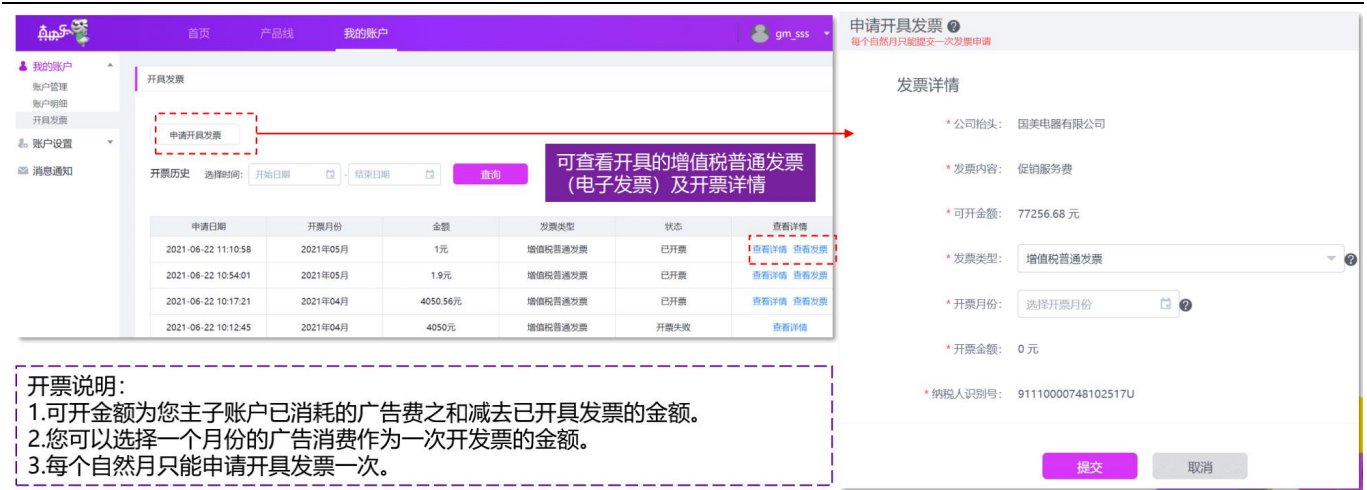 首页 产品线 我的账户 gm_sss
我的账户
账户管理
账户明细
开具发票
账户设置
消息通知
开具发票
申请开具发票
开票历史 选择时间: 开始日期 - 结束日期 查询
可查看开具的增值税普通发票
(电子发票)及开票详情
申请日期 开票月份 金额 发票类型 状态 查看详情
2021-06-22 11:10:58 2021年05月 1元 增值税普通发票 已开票 查看详情 查看发票
2021-06-22 10:54:01 2021年05月 1.9元 增值税普通发票 已开票 查看详情 查看发票
2021-06-22 10:17:21 2021年04月 4050.56元 增值税普通发票 已开票 查看详情 查看发票
2021-06-22 10:12:45 2021年04月 4050元 增值税普通发票 开票失败 查看详情
开票说明:
1.可开金额为您主子账户已消耗的广告费之和减去已开具发票的金额。
2.您可以选择一个月份的广告消费作为一次开发票的金额。
3.每个自然月只能申请开具发票一次。
申请开具发票 ?
每个自然月只能提交一次发票申请
发票详情
* 公司抬头: 国美电器有限公司
* 发票内容: 促销服务费
* 可开金额: 77256.68 元
* 发票类型: 增值税普通发票 ?
* 开票月份: 选择开票月份 ?
* 开票金额: 0 元
* 纳税人识别号: 91110000748102517U
提交 取消